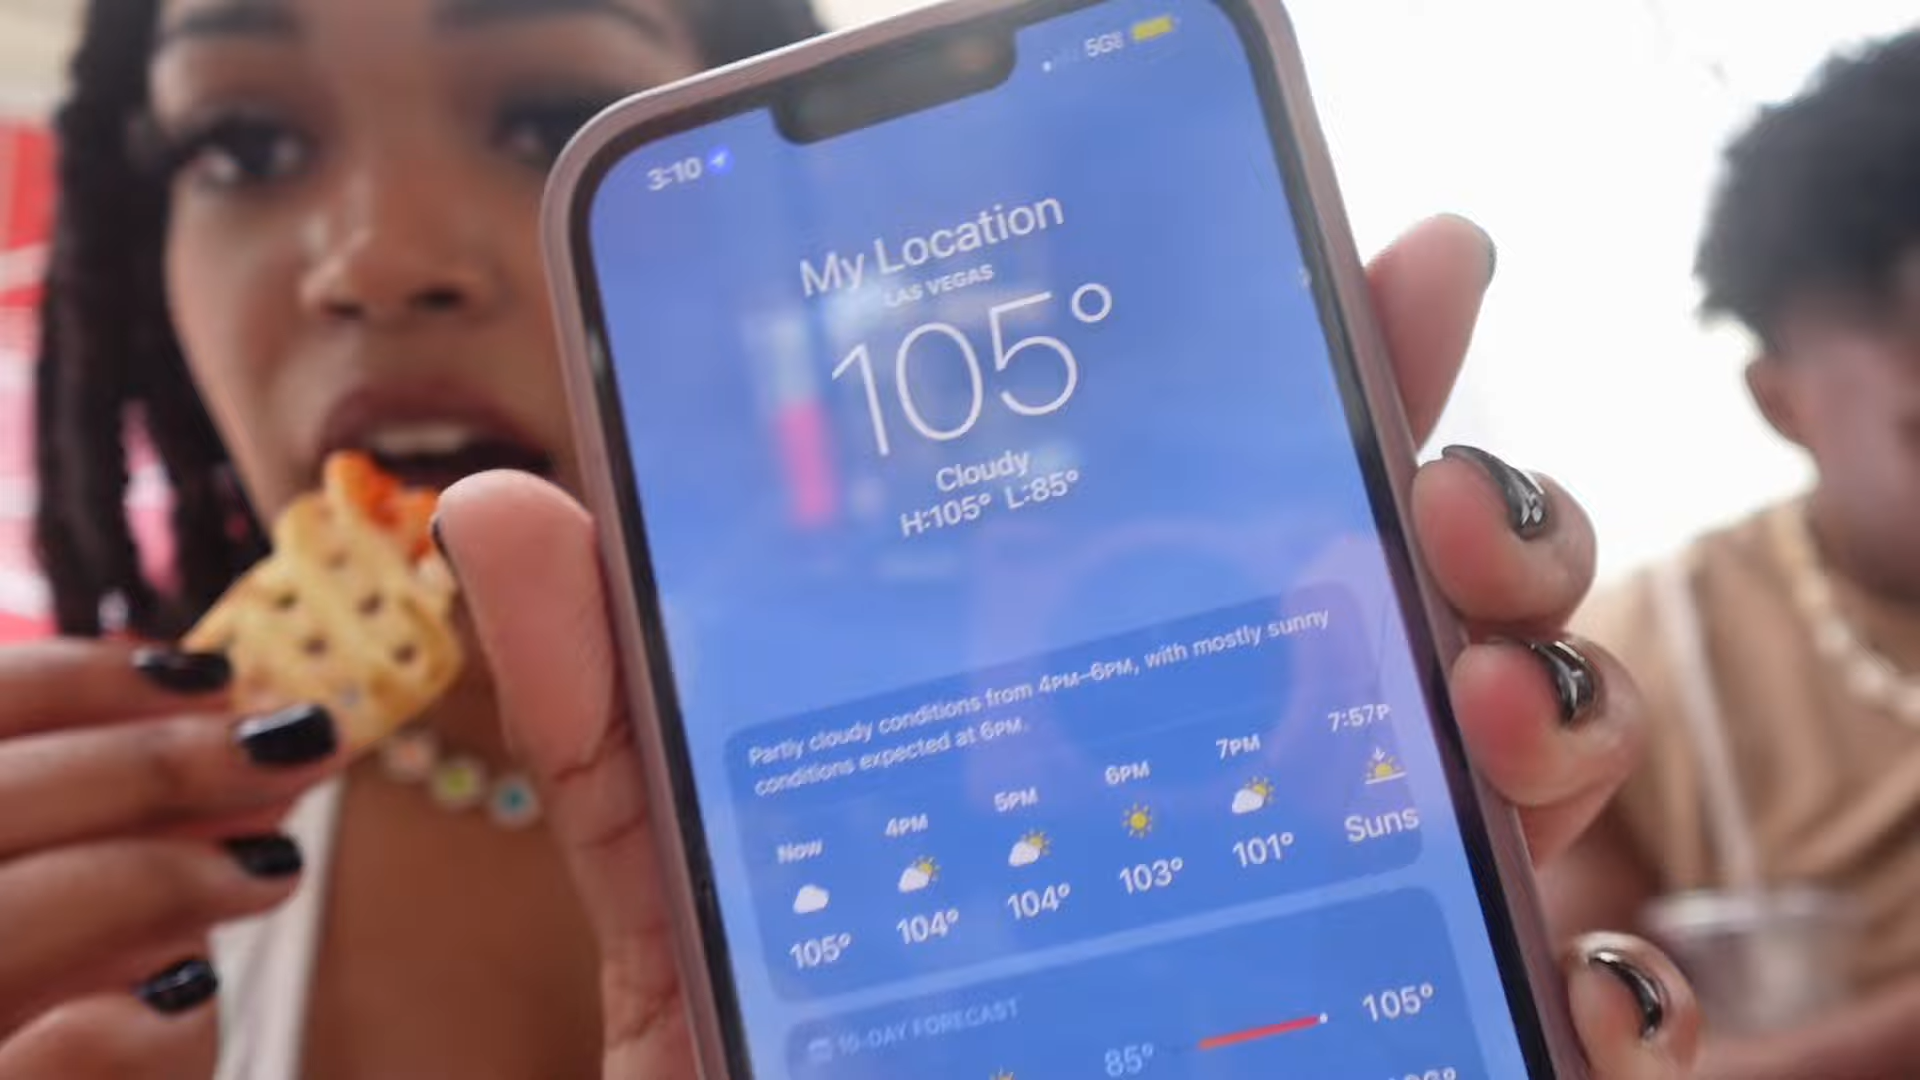 3:10
5G
My Location
LAS VEGAS
105°
Cloudy
H:105° L:85°
Partly cloudy conditions from 4PM–6PM, with mostly sunny
conditions expected at 6PM.
Now 4PM 5PM 6PM 7PM 7:57P
105° 104° 104° 103° 101° Suns
10-DAY FORECAST
85° 105°